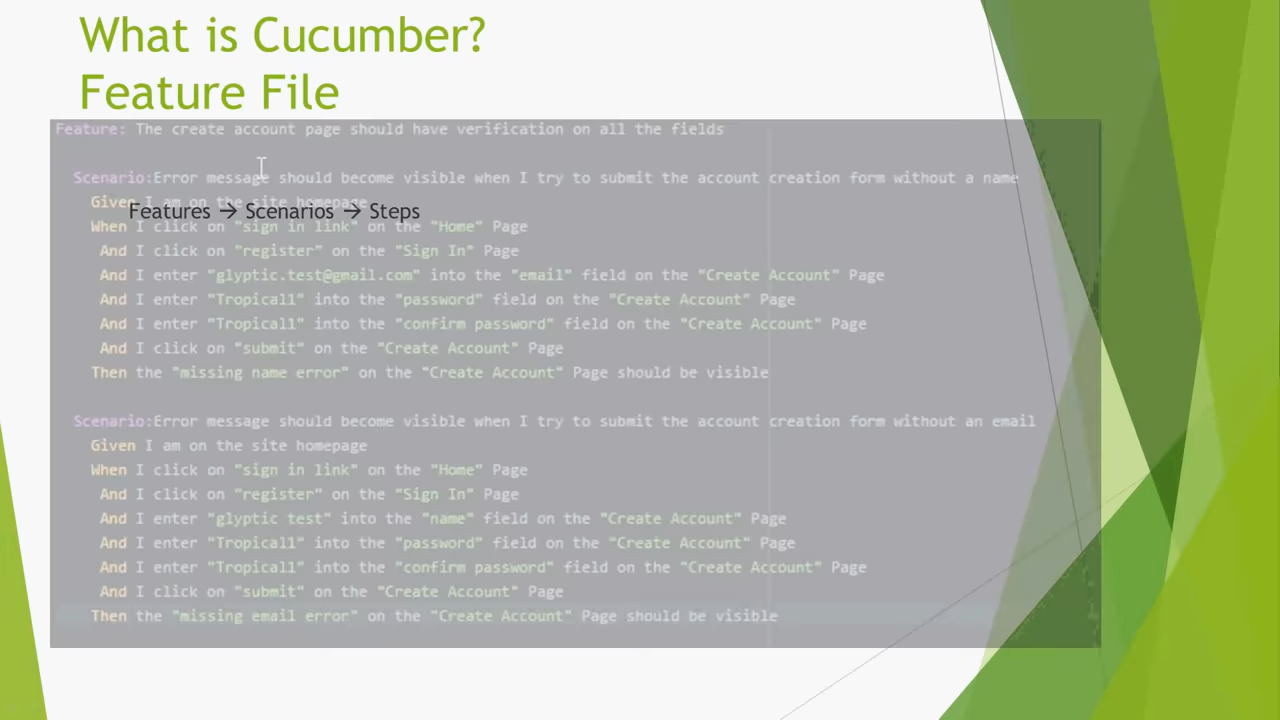 What is Cucumber?
Feature File
Feature: The create account page should have verification on all the fields
Scenario:Error message should become visible when I try to submit the account creation form without a name
Given I am on the site homepage
Features → Scenarios → Steps
When I click on "sign in link" on the "Home" Page
And I click on "register" on the "Sign In" Page
And I enter "glyptic.test@gmail.com" into the "email" field on the "Create Account" Page
And I enter "Tropical1" into the "password" field on the "Create Account" Page
And I enter "Tropical1" into the "confirm password" field on the "Create Account" Page
And I click on "submit" on the "Create Account" Page
Then the "missing name error" on the "Create Account" Page should be visible
Scenario:Error message should become visible when I try to submit the account creation form without an email
Given I am on the site homepage
When I click on "sign in link" on the "Home" Page
And I click on "register" on the "Sign In" Page
And I enter "glyptic test" into the "name" field on the "Create Account" Page
And I enter "Tropical1" into the "password" field on the "Create Account" Page
And I enter "Tropical1" into the "confirm password" field on the "Create Account" Page
And I click on "submit" on the "Create Account" Page
Then the "missing email error" on the "Create Account" Page should be visible